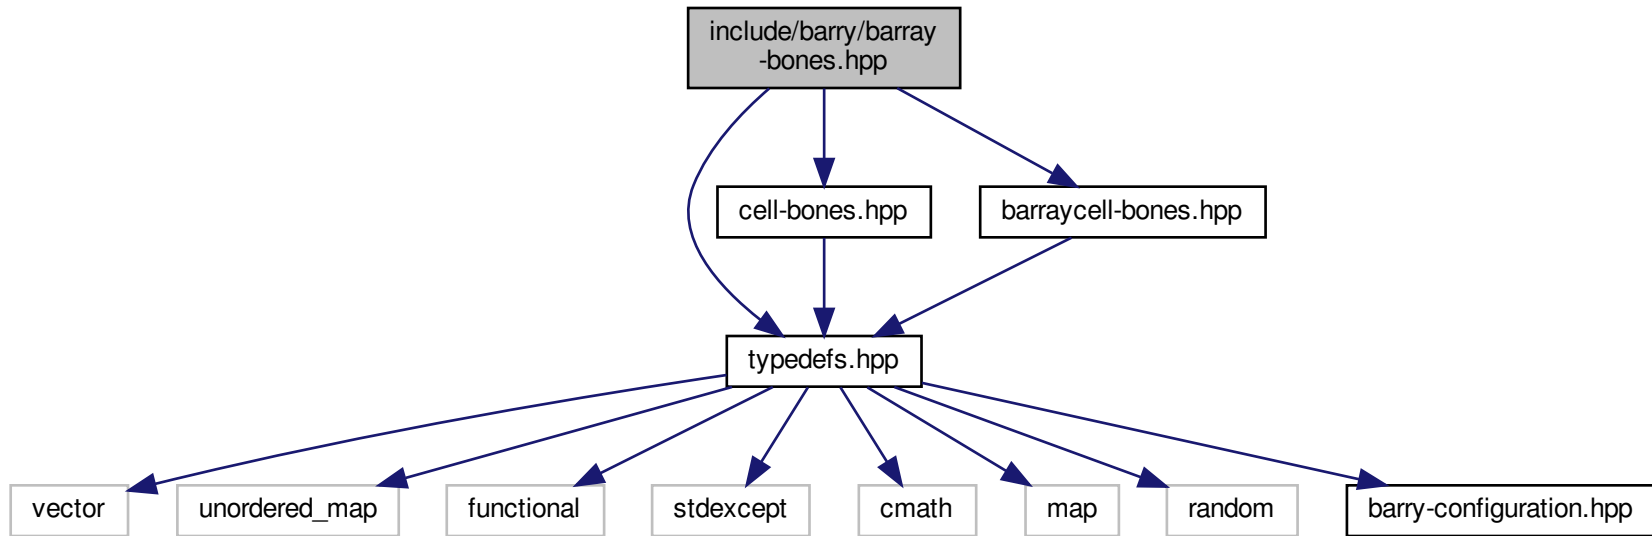 include/barry/barray
-bones.hpp
cell-bones.hpp
barraycell-bones.hpp
typedefs.hpp
vector
unordered_map
functional
stdexcept
cmath
map
random
barry-configuration.hpp